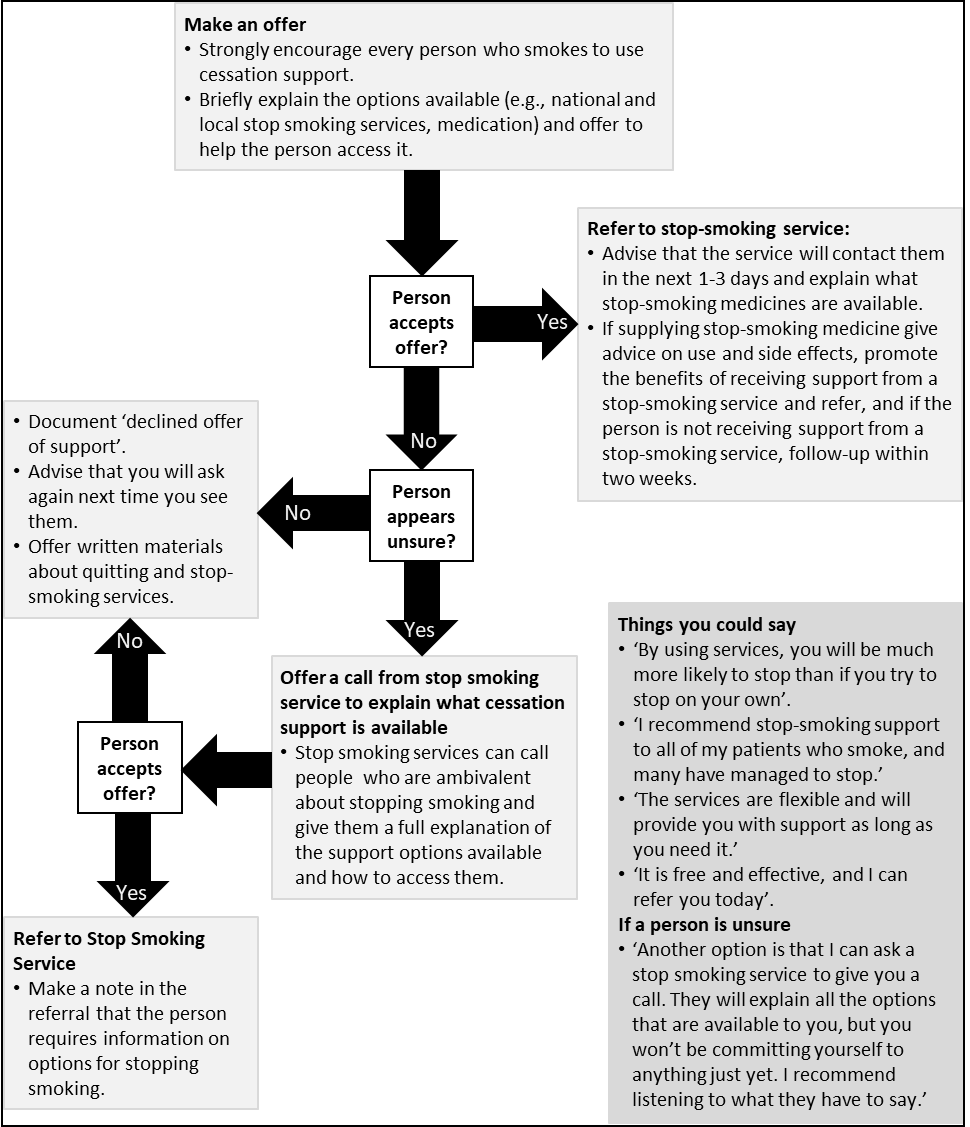 Make an offer
• Strongly encourage every person who smokes to use
cessation support.
• Briefly explain the options available (e.g., national and
local stop smoking services, medication) and offer to
help the person access it.
Person
accepts
offer?
Yes
Refer to stop-smoking service:
• Advise that the service will contact them
in the next 1-3 days and explain what
stop-smoking medicines are available.
• If supplying stop-smoking medicine give
advice on use and side effects, promote
the benefits of receiving support from a
stop-smoking service and refer, and if the
person is not receiving support from a
stop-smoking service, follow-up within
two weeks.
No
Person
appears
unsure?
No
• Document ‘declined offer
of support’.
• Advise that you will ask
again next time you see
them.
• Offer written materials
about quitting and stop-
smoking services.
Yes
Offer a call from stop smoking
service to explain what cessation
support is available
• Stop smoking services can call
people who are ambivalent
about stopping smoking and
give them a full explanation of
the support options available
and how to access them.
Person
accepts
offer?
No
Yes
Refer to Stop Smoking
Service
• Make a note in the
referral that the person
requires information on
options for stopping
smoking.
Things you could say
• ‘By using services, you will be much
more likely to stop than if you try to
stop on your own’.
• ‘I recommend stop-smoking support
to all of my patients who smoke, and
many have managed to stop.’
• ‘The services are flexible and will
provide you with support as long as
you need it.’
• ‘It is free and effective, and I can
refer you today’.
If a person is unsure
• ‘Another option is that I can ask a
stop smoking service to give you a
call. They will explain all the options
that are available to you, but you
won’t be committing yourself to
anything just yet. I recommend
listening to what they have to say.’